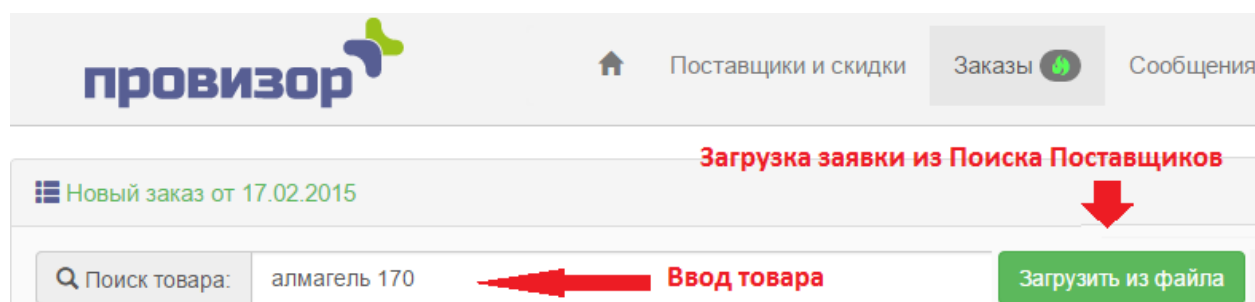 провизор
Поставщики и скидки
Заказы
Сообщения
Загрузка заявки из Поиска Поставщиков
Новый заказ от 17.02.2015
Поиск товара:
алмагель 170
Ввод товара
Загрузить из файла